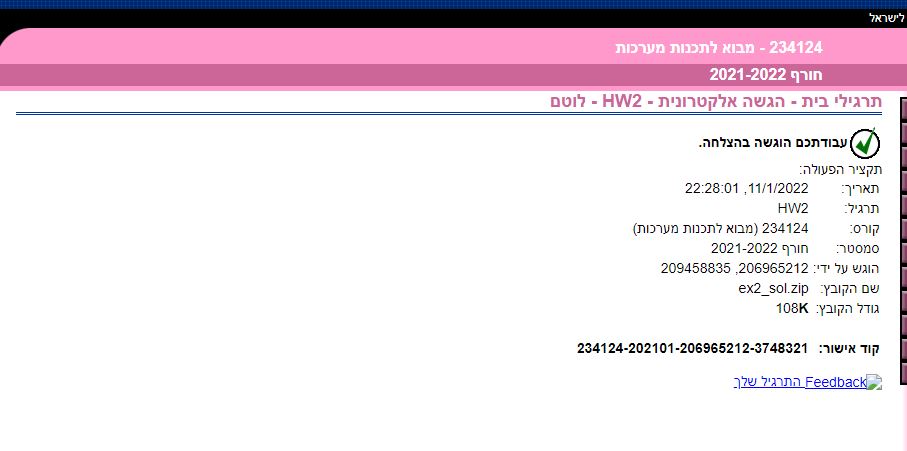 לישראל
234124 - מבוא לתכנות מערכות
חורף 2021-2022
תרגילי בית - הגשה אלקטרונית - HW2 - לוטם
עבודתכם הוגשה בהצלחה.
תקציר הפעולה:
תאריך: 11/1/2022, 22:28:01
תרגיל: HW2
קורס: 234124 (מבוא לתכנות מערכות)
סמסטר: חורף 2021-2022
הוגש על ידי: 206965212, 209458835
שם הקובץ: ex2_sol.zip
גודל הקובץ: 108K
קוד אישור: 234124-202101-206965212-3748321
Feedback התרגיל שלך